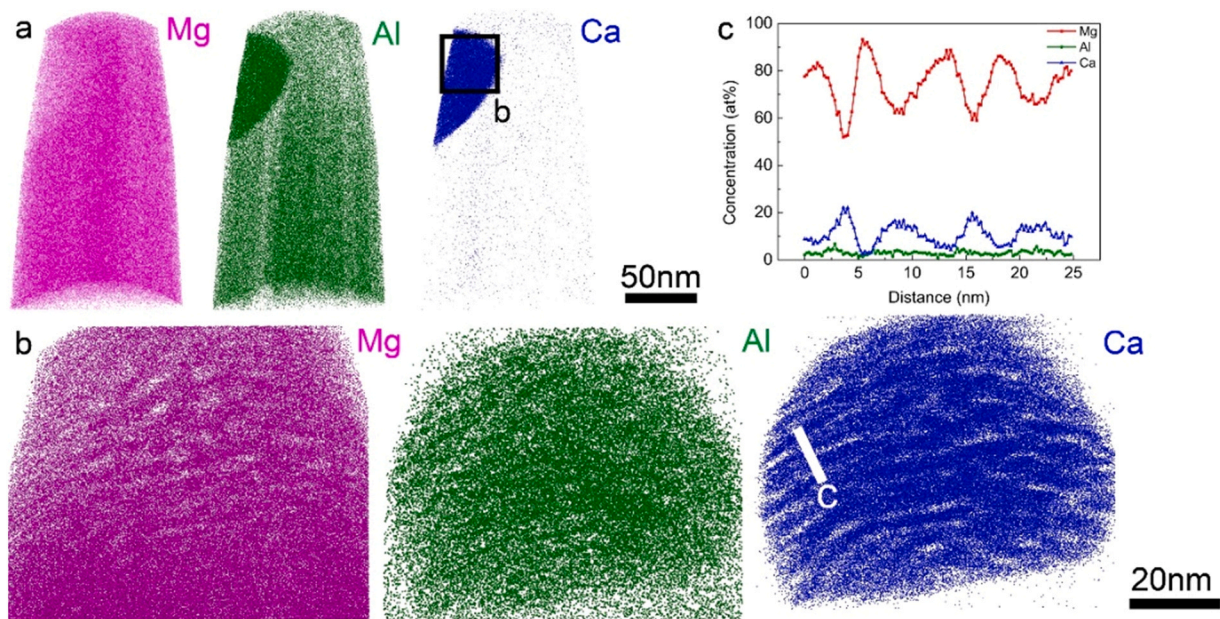 a
Mg
Al
Ca
b
50nm
c
Concentration (at%)
100
80
60
40
20
0
Mg
Al
Ca
0
5
10
15
20
25
Distance (nm)
b
Mg
Al
Ca
C
20nm